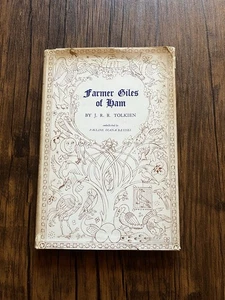 Farmer Giles
of Ham
BY J. R. R. TOLKIEN